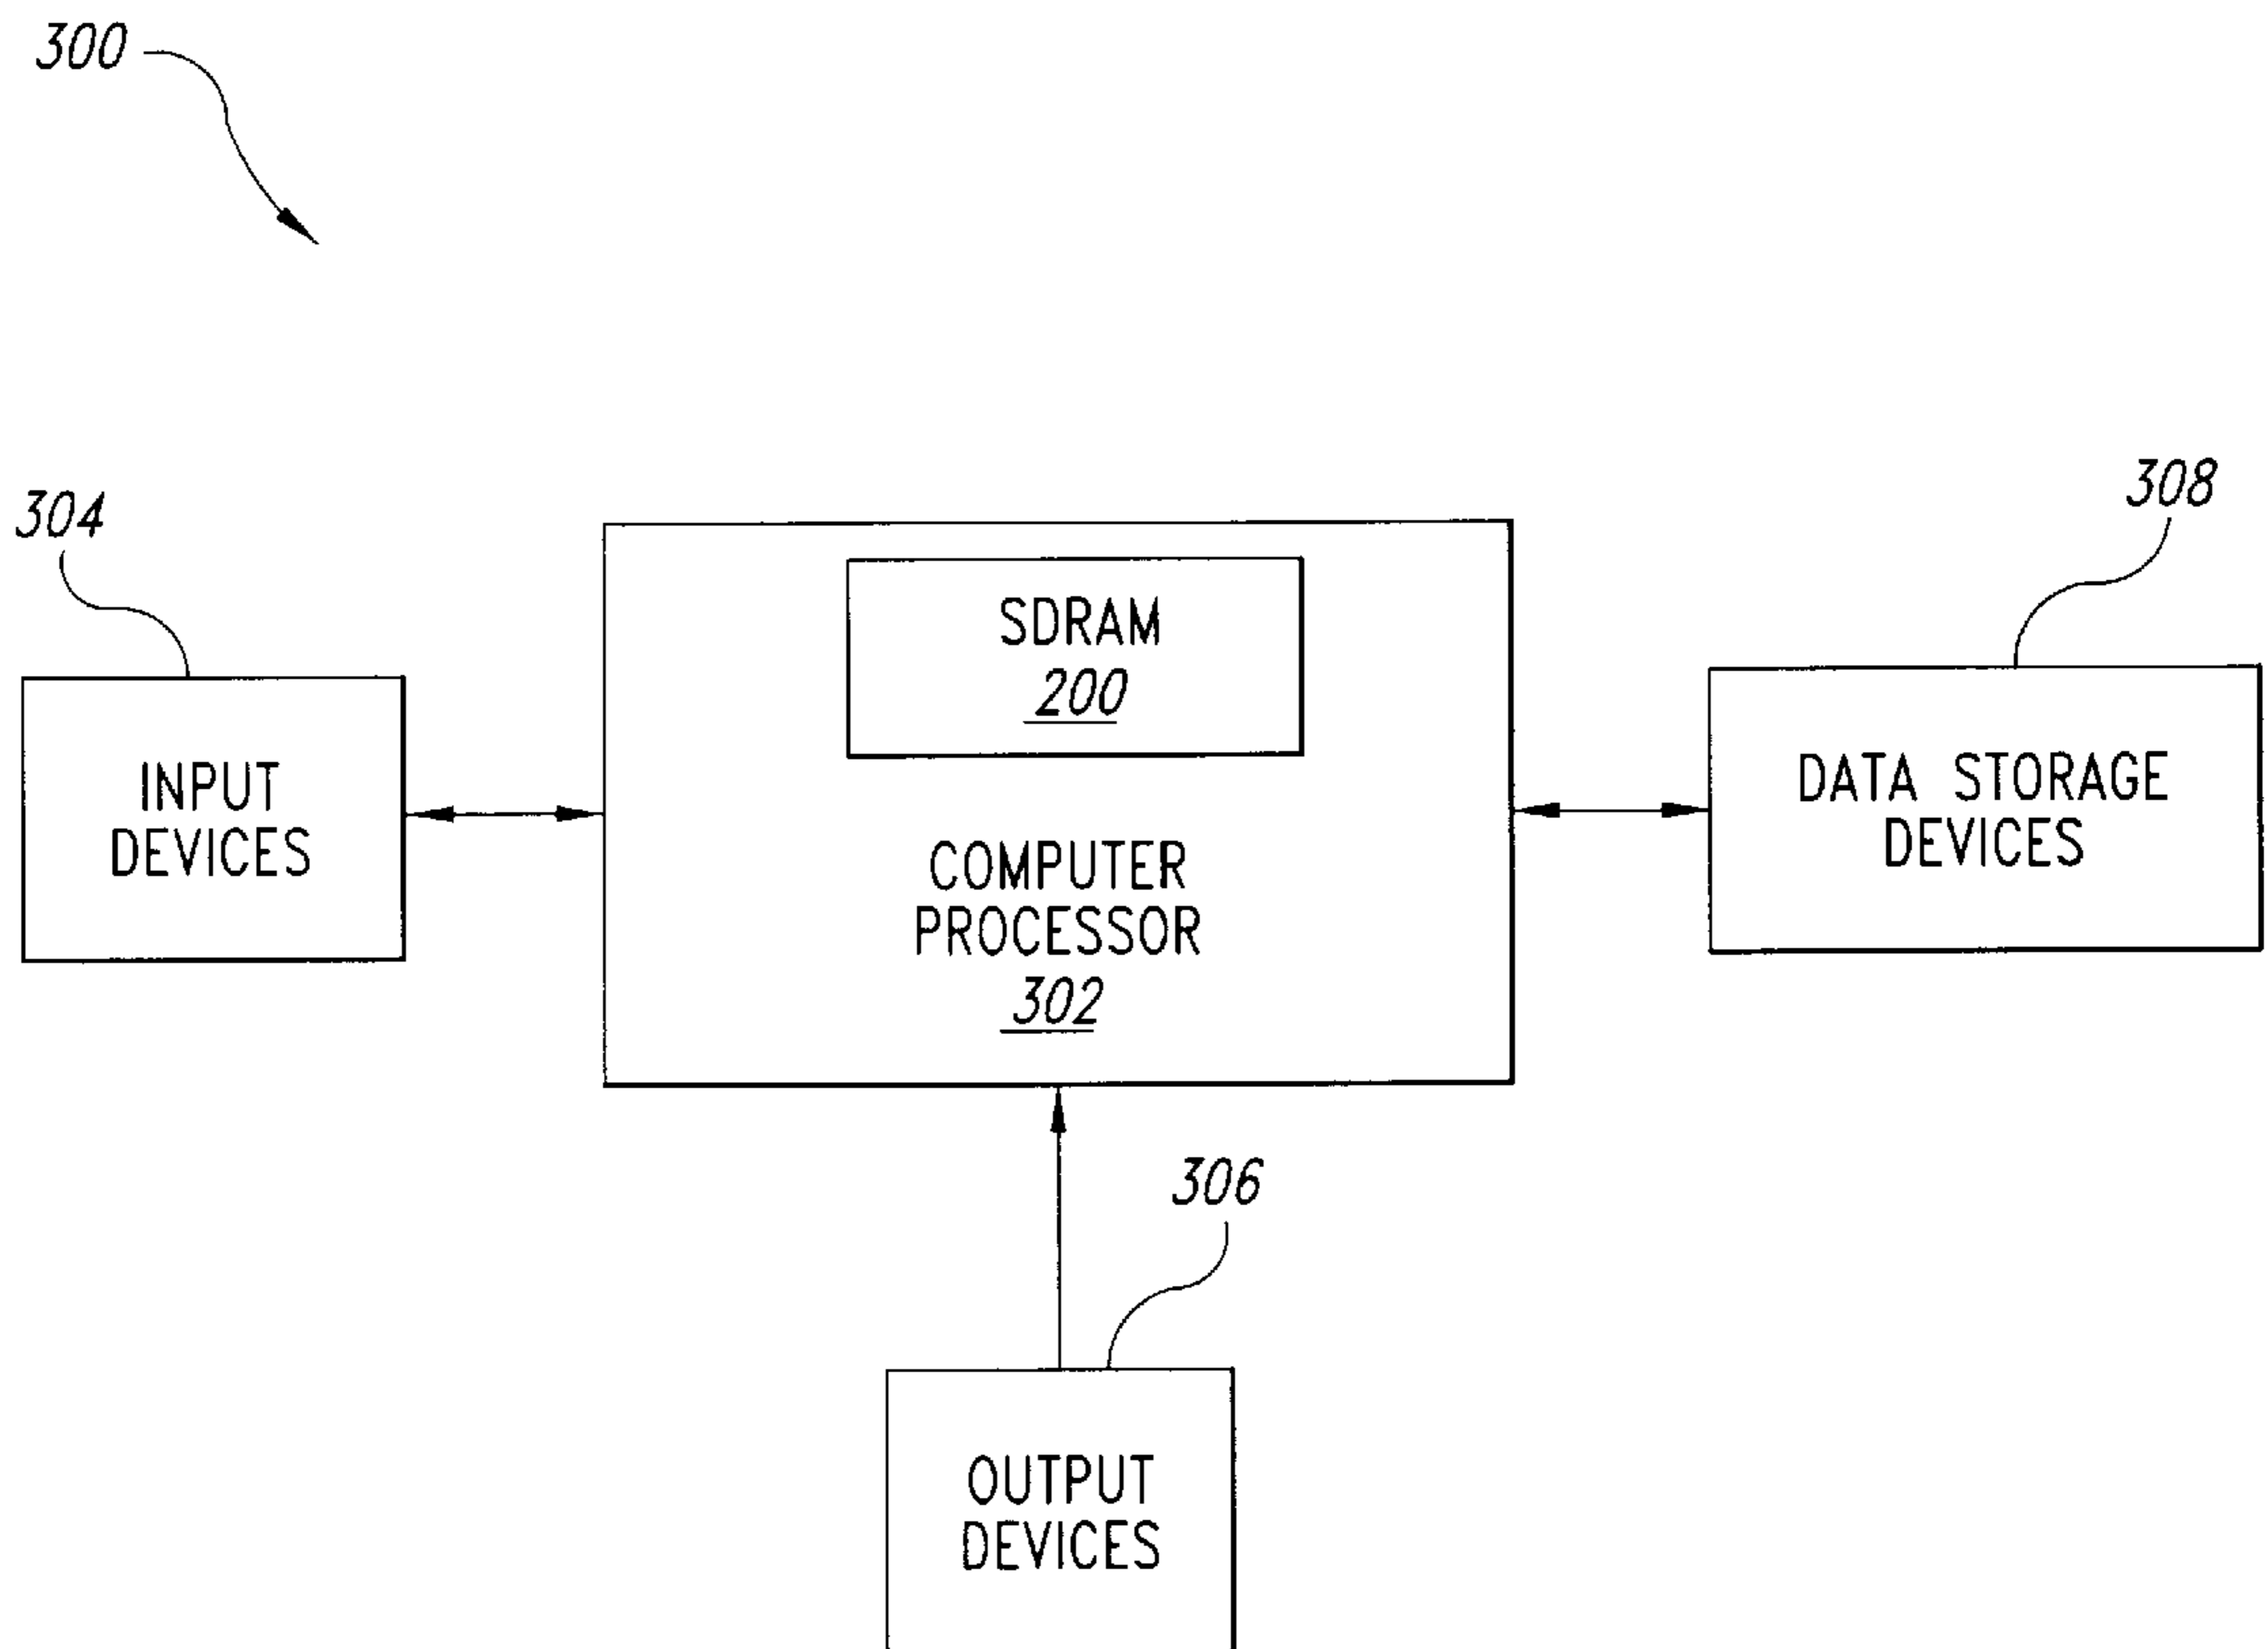 300
304
308
SDRAM
200
INPUT
DEVICES
DATA STORAGE
DEVICES
COMPUTER
PROCESSOR
302
306
OUTPUT
DEVICES